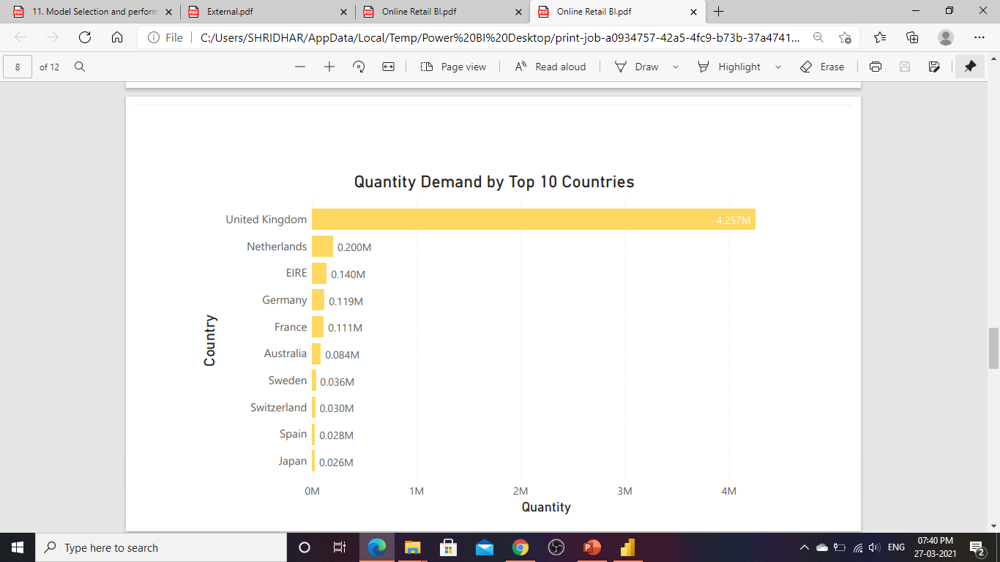 11. Model Selection and perform
External.pdf
Online Retail BI.pdf
Online Retail BI.pdf
File
C:/Users/SHRIDHAR/AppData/Local/Temp/Power%20BI%20Desktop/print-job-a0934757-42a5-4fc9-b73b-37a4741...
8 of 12
Page view
Read aloud
Draw
Highlight
Erase
Quantity Demand by Top 10 Countries
Country
United Kingdom 4.257M
Netherlands 0.200M
EIRE 0.140M
Germany 0.119M
France 0.111M
Australia 0.084M
Sweden 0.036M
Switzerland 0.030M
Spain 0.028M
Japan 0.026M
0M 1M 2M 3M 4M
Quantity
Type here to search
ENG
07:40 PM
27-03-2021
2